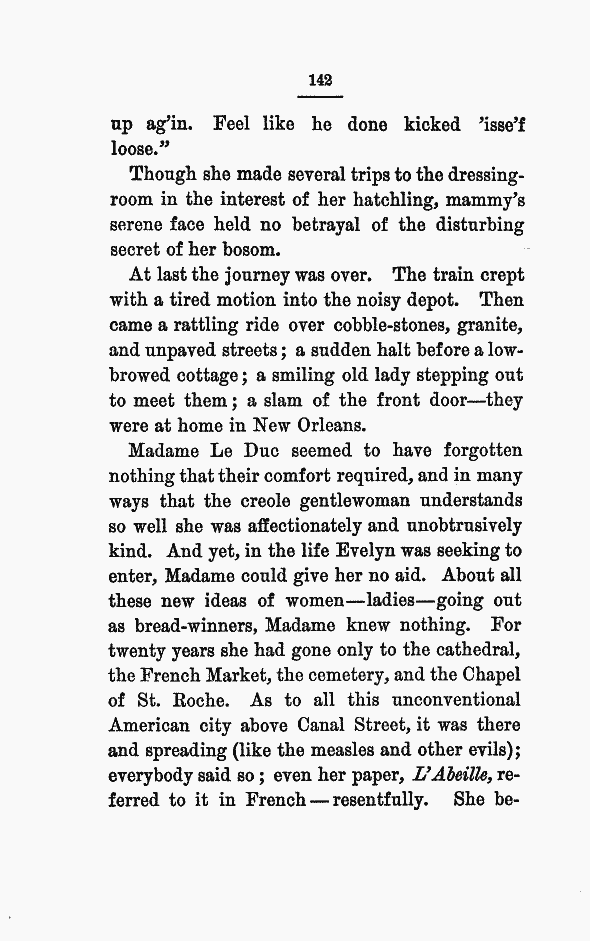 142
up ag'in. Feel like he done kicked 'isse'f
loose."
Though she made several trips to the dressing-
room in the interest of her hatchling, mammy's
serene face held no betrayal of the disturbing
secret of her bosom.
At last the journey was over. The train crept
with a tired motion into the noisy depot. Then
came a rattling ride over cobble-stones, granite,
and unpaved streets; a sudden halt before a low-
browed cottage; a smiling old lady stepping out
to meet them; a slam of the front door—they
were at home in New Orleans.
Madame Le Duc seemed to have forgotten
nothing that their comfort required, and in many
ways that the creole gentlewoman understands
so well she was affectionately and unobtrusively
kind. And yet, in the life Evelyn was seeking to
enter, Madame could give her no aid. About all
these new ideas of women—ladies—going out
as bread-winners, Madame knew nothing. For
twenty years she had gone only to the cathedral,
the French Market, the cemetery, and the Chapel
of St. Roche. As to all this unconventional
American city above Canal Street, it was there
and spreading (like the measles and other evils);
everybody said so; even her paper, L'Abeille, re-
ferred to it in French—resentfully. She be-